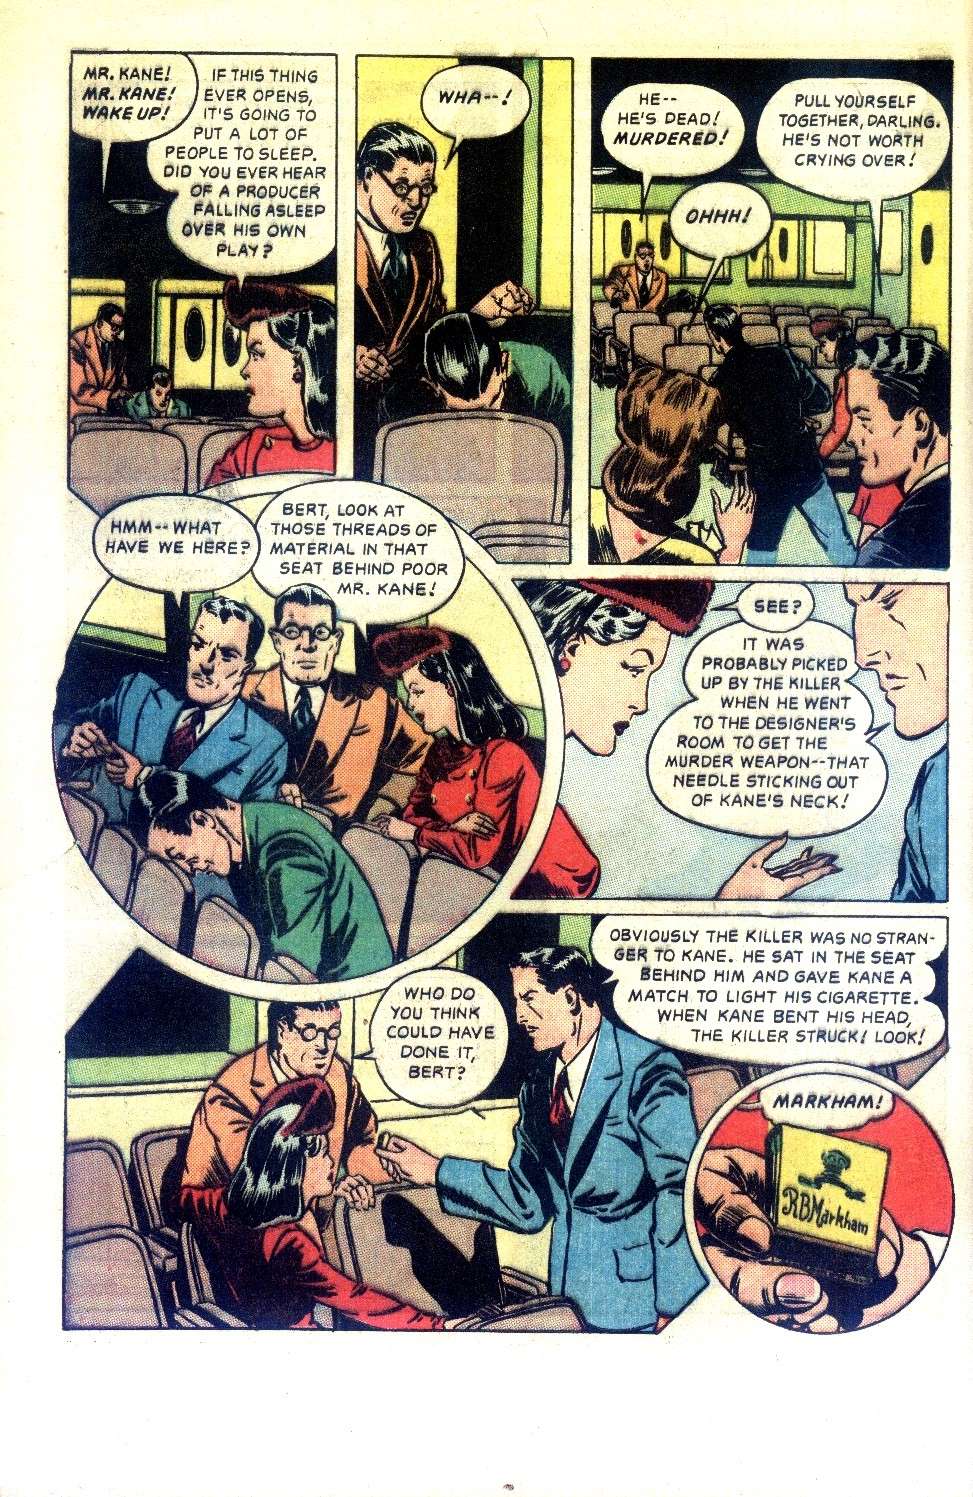 MR. KANE!
MR. KANE!
WAKE UP!
IF THIS THING
EVER OPENS,
IT'S GOING TO
PUT A LOT OF
PEOPLE TO SLEEP.
DID YOU EVER HEAR
OF A PRODUCER
FALLING ASLEEP
OVER HIS OWN
PLAY?
WHA--!
HE--
HE'S DEAD!
MURDERED!
OHHH!
PULL YOURSELF
TOGETHER, DARLING.
HE'S NOT WORTH
CRYING OVER!
HMM--WHAT
HAVE WE HERE?
BERT, LOOK AT
THOSE THREADS OF
MATERIAL IN THAT
SEAT BEHIND POOR
MR. KANE!
SEE?
IT WAS
PROBABLY PICKED
UP BY THE KILLER
WHEN HE WENT
TO THE DESIGNER'S
ROOM TO GET THE
MURDER WEAPON--THAT
NEEDLE STICKING OUT
OF KANE'S NECK!
WHO DO
YOU THINK
COULD HAVE
DONE IT,
BERT?
OBVIOUSLY THE KILLER WAS NO STRAN-
GER TO KANE. HE SAT IN THE SEAT
BEHIND HIM AND GAVE KANE A
MATCH TO LIGHT HIS CIGARETTE.
WHEN KANE BENT HIS HEAD,
THE KILLER STRUCK! LOOK!
MARKHAM!
RBMarkham